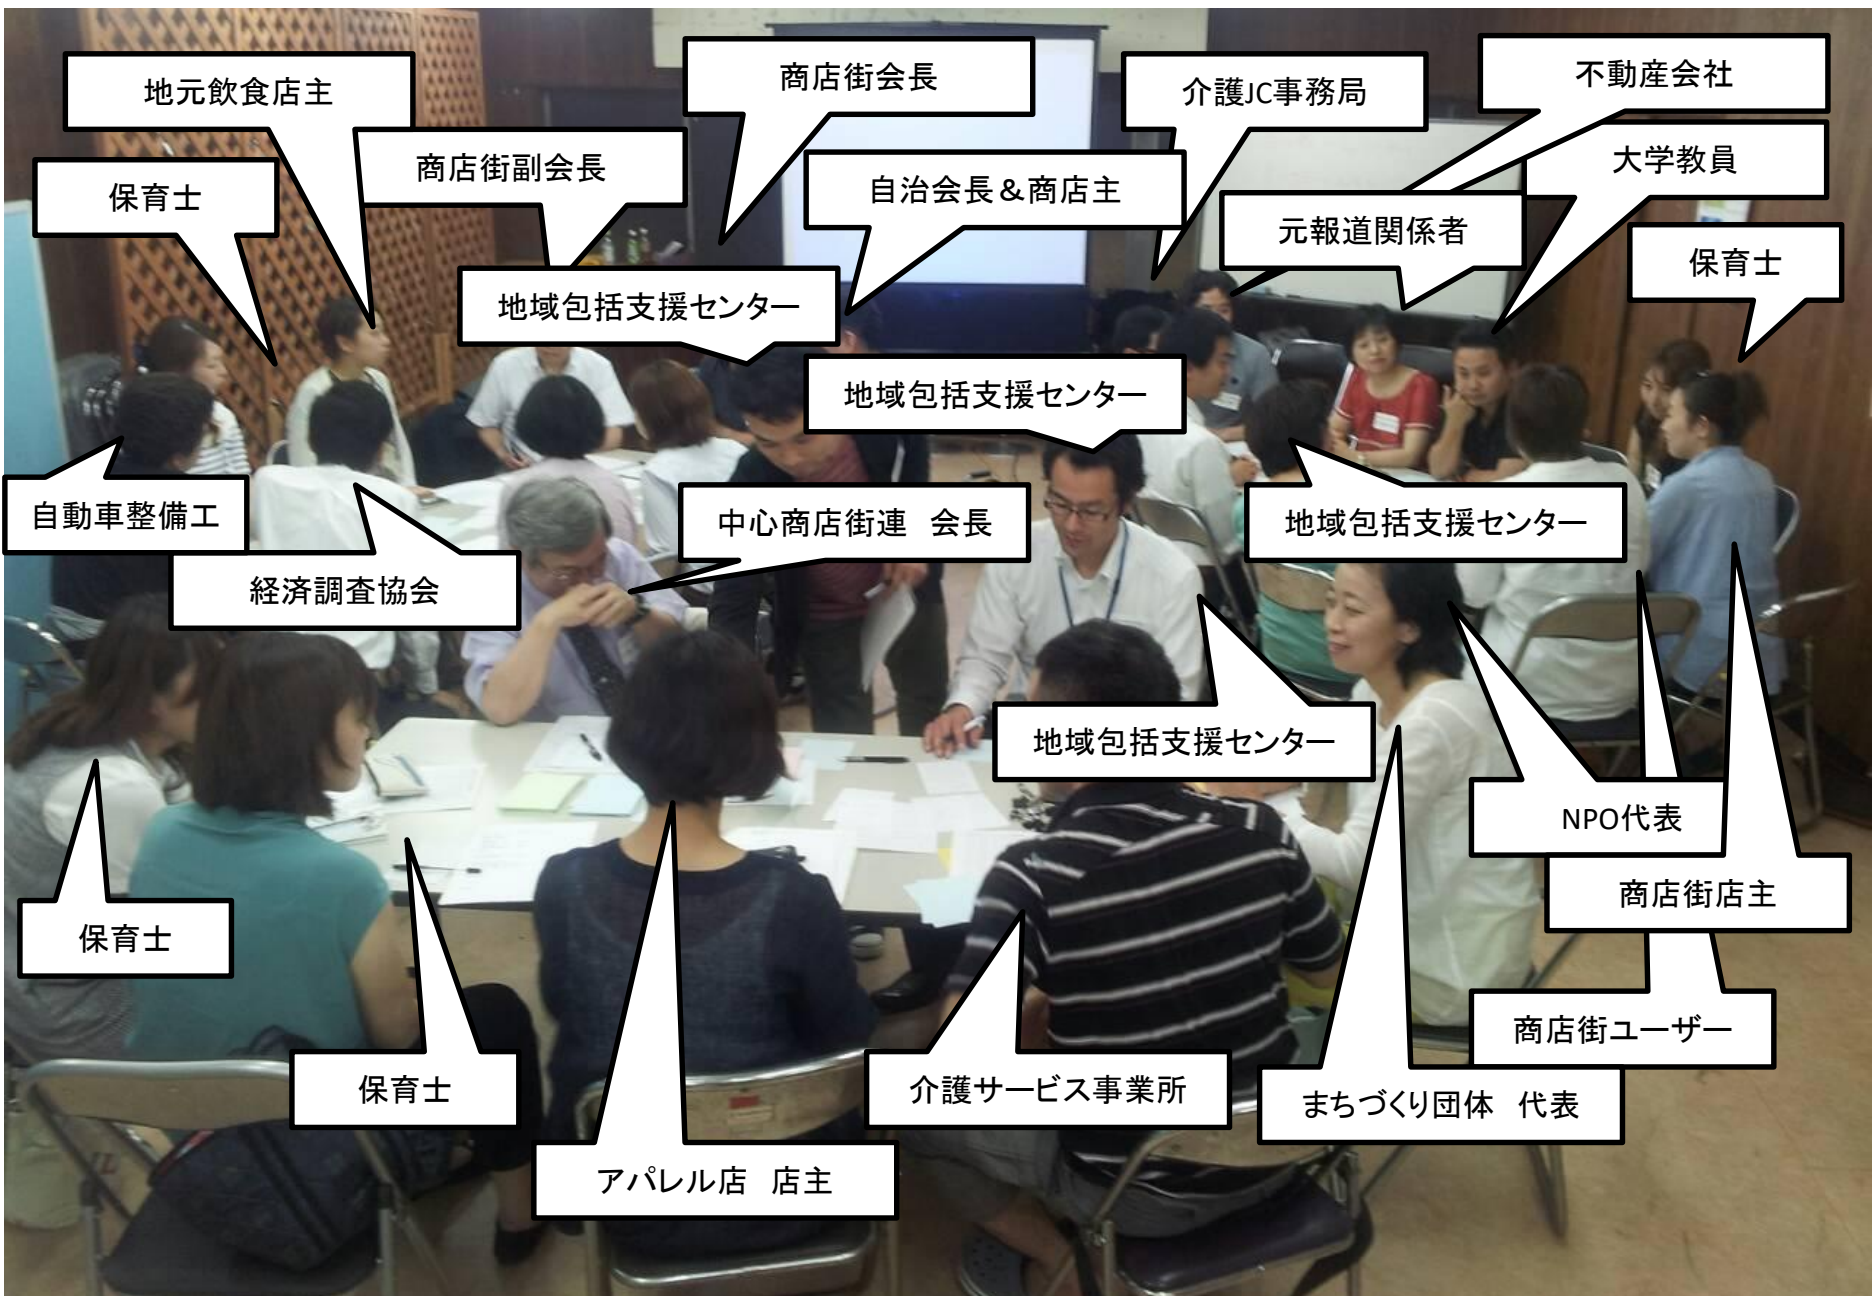 地元飲食店主
商店街会長
介護JC事務局
不動産会社
商店街副会長
保育士
自治会長＆商店主
大学教員
元報道関係者
保育士
地域包括支援センター
地域包括支援センター
自動車整備工
中心商店街連　会長
地域包括支援センター
経済調査協会
地域包括支援センター
NPO代表
商店街店主
保育士
商店街ユーザー
保育士
介護サービス事業所
まちづくり団体　代表
アパレル店　店主